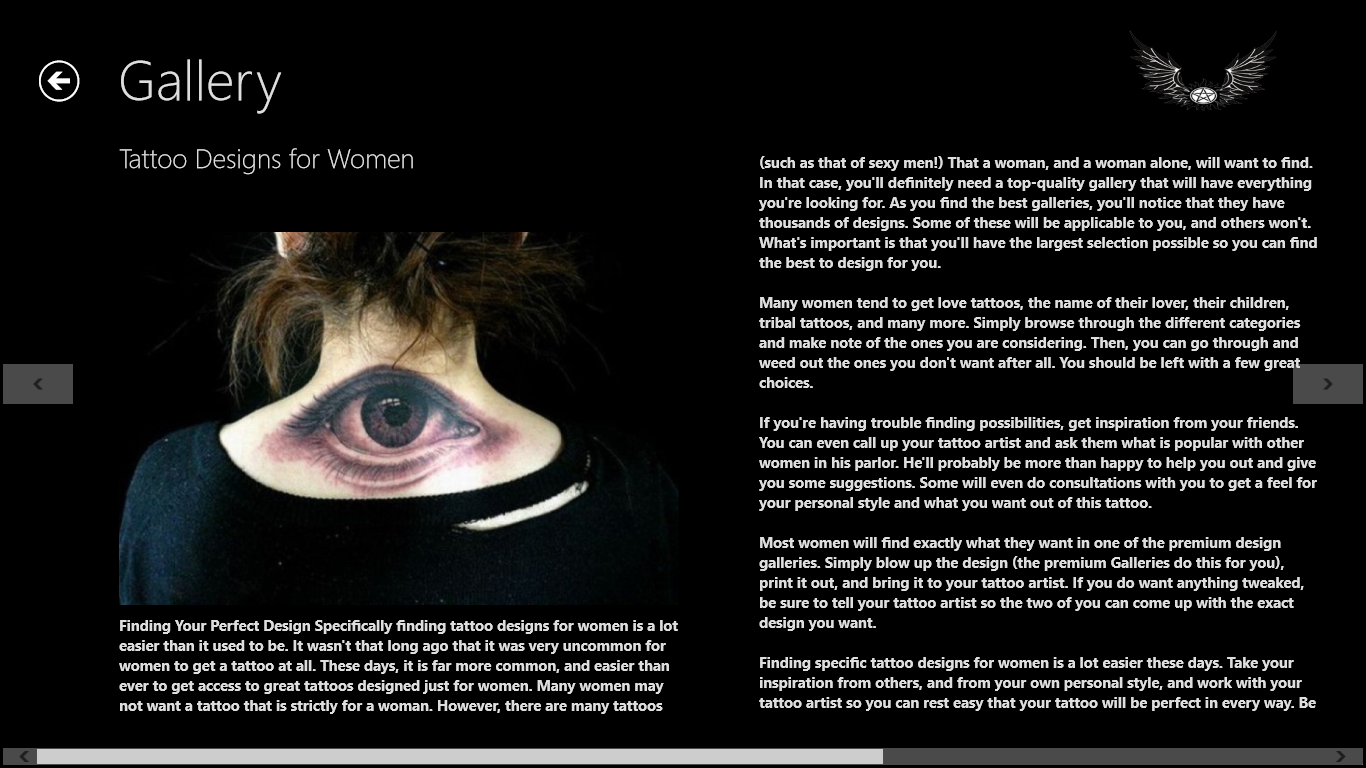 Gallery
Tattoo Designs for Women
Finding Your Perfect Design Specifically finding tattoo designs for women is a lot
easier than it used to be. It wasn't that long ago that it was very uncommon for
women to get a tattoo at all. These days, it is far more common, and easier than
ever to get access to great tattoos designed just for women. Many women may
not want a tattoo that is strictly for a woman. However, there are many tattoos
(such as that of sexy men!) That a woman, and a woman alone, will want to find.
In that case, you'll definitely need a top-quality gallery that will have everything
you're looking for. As you find the best galleries, you'll notice that they have
thousands of designs. Some of these will be applicable to you, and others won't.
What's important is that you'll have the largest selection possible so you can find
the best to design for you.
Many women tend to get love tattoos, the name of their lover, their children,
tribal tattoos, and many more. Simply browse through the different categories
and make note of the ones you are considering. Then, you can go through and
weed out the ones you don't want after all. You should be left with a few great
choices.
If you're having trouble finding possibilities, get inspiration from your friends.
You can even call up your tattoo artist and ask them what is popular with other
women in his parlor. He'll probably be more than happy to help you out and give
you some suggestions. Some will even do consultations with you to get a feel for
your personal style and what you want out of this tattoo.
Most women will find exactly what they want in one of the premium design
galleries. Simply blow up the design (the premium Galleries do this for you),
print it out, and bring it to your tattoo artist. If you do want anything tweaked,
be sure to tell your tattoo artist so the two of you can come up with the exact
design you want.
Finding specific tattoo designs for women is a lot easier these days. Take your
inspiration from others, and from your own personal style, and work with your
tattoo artist so you can rest easy that your tattoo will be perfect in every way. Be